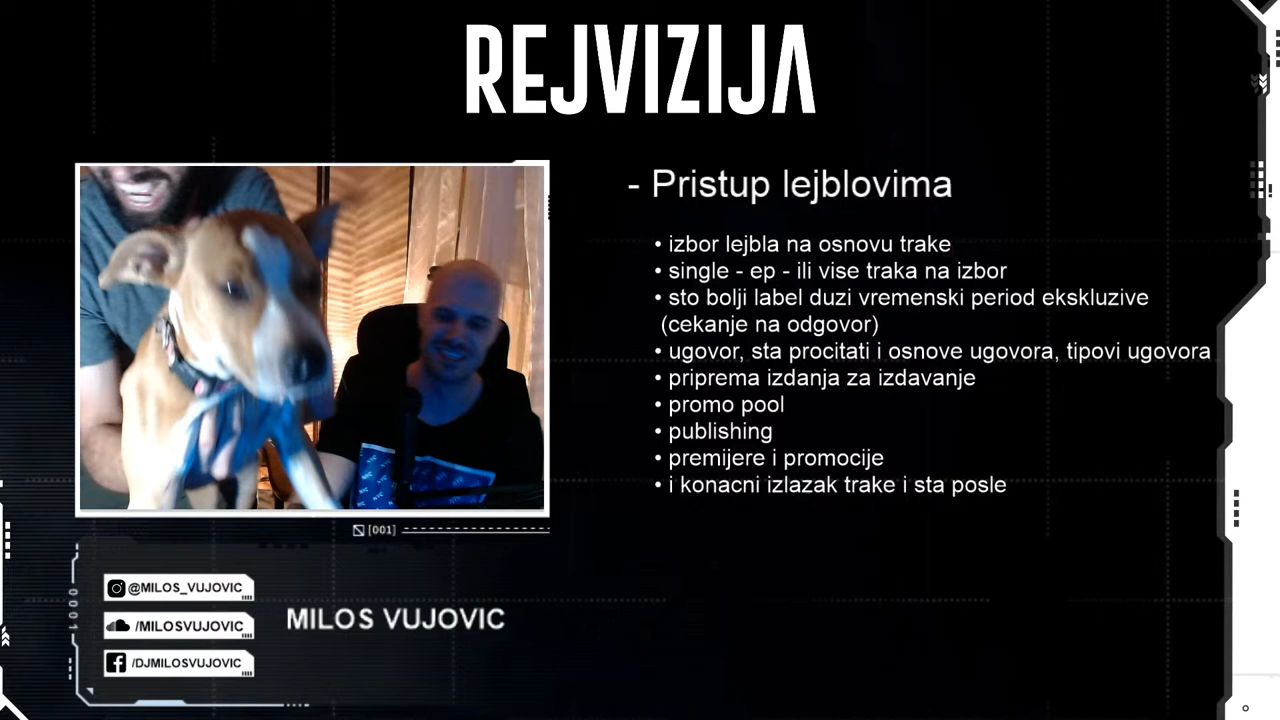 REJVIZIJA
- Pristup lejblovima
• izbor lejbla na osnovu trake
• single - ep - ili vise traka na izbor
• sto bolji label duzi vremenski period ekskluzive
(cekanje na odgovor)
• ugovor, sta procitati i osnove ugovora, tipovi ugovora
• priprema izdanja za izdavanje
• promo pool
• publishing
• premijere i promocije
• i konacni izlazak trake i sta posle
[001]
0001
@MILOS_VUJOVIC
/MILOSVUJOVIC
/DJMILOSVUJOVIC
MILOS VUJOVIC